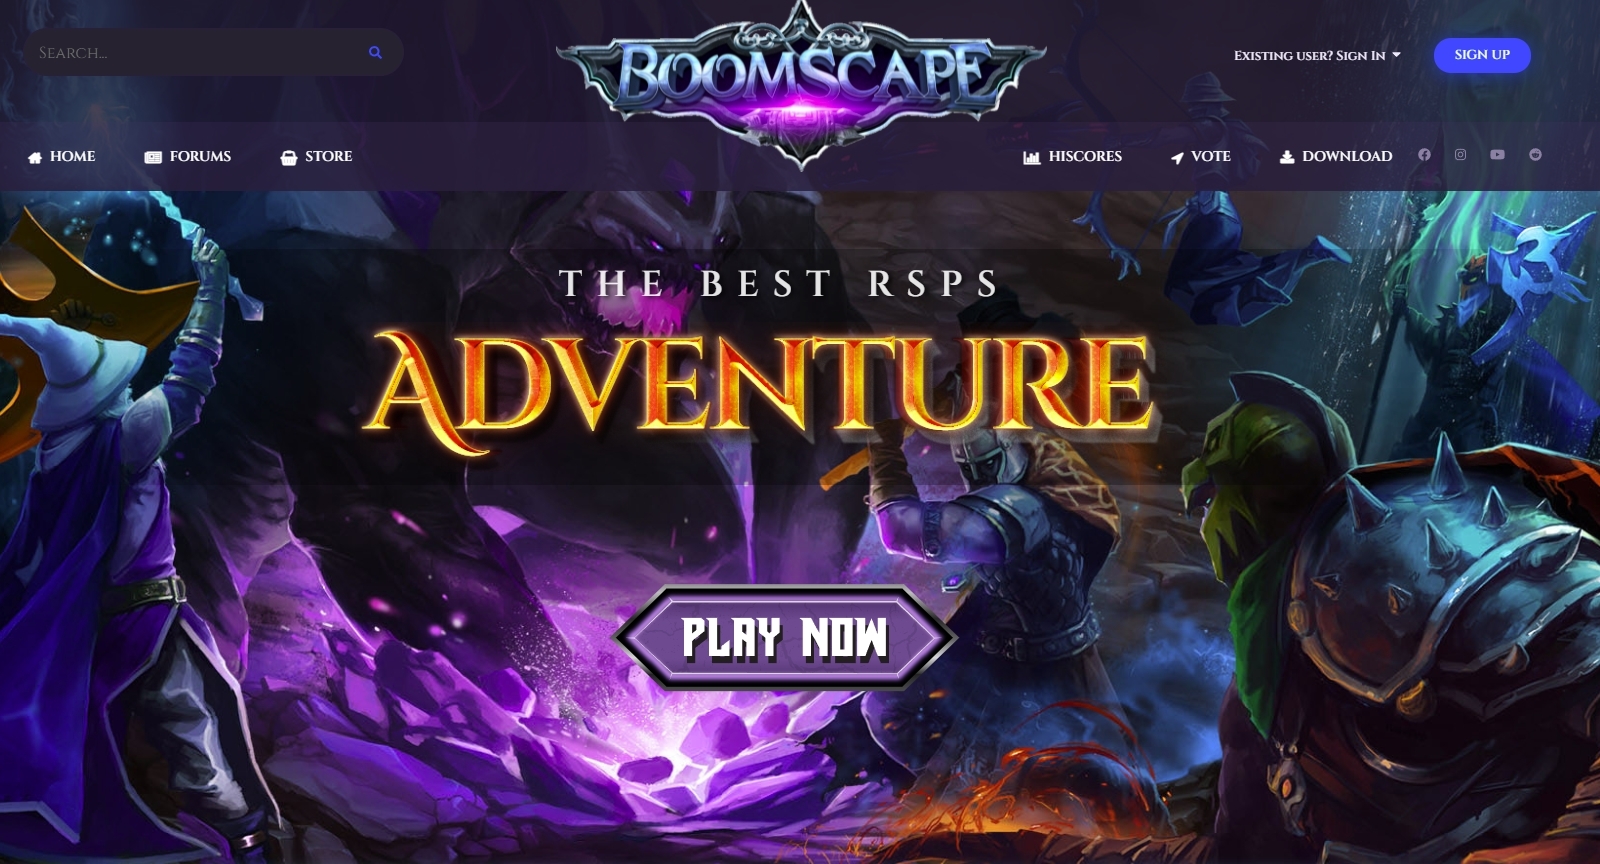 Search...
BOOMSCAPE
Existing user? Sign In
SIGN UP
HOME
FORUMS
STORE
HISCORES
VOTE
DOWNLOAD
THE BEST RSPS
ADVENTURE
PLAY NOW